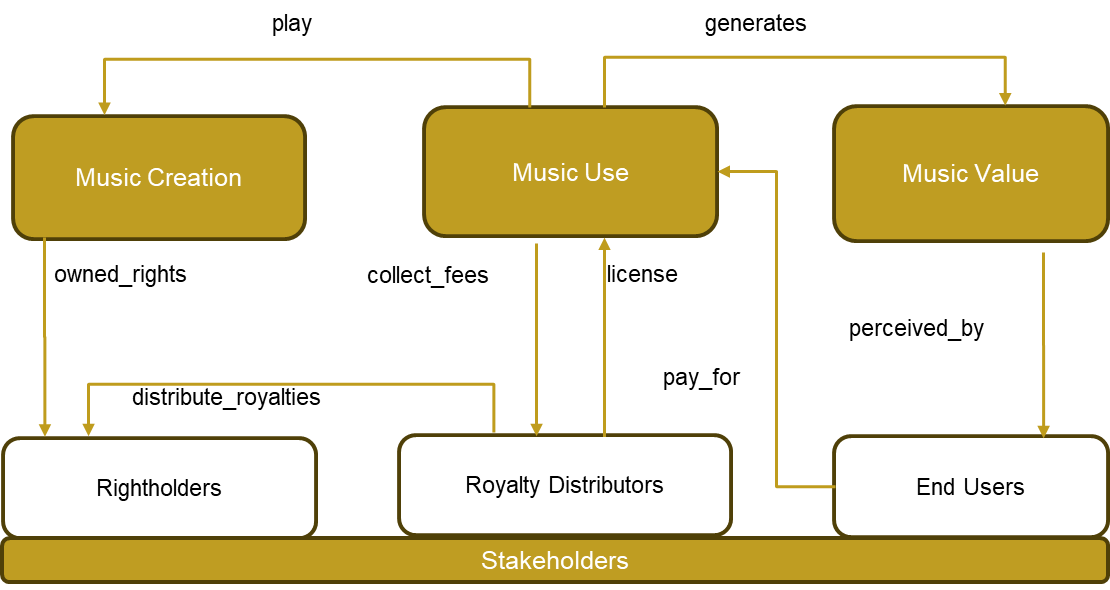 play
generates
Music Creation
Music Use
Music Value
owned_rights
collect_fees
license
perceived_by
pay_for
distribute_royalties
Rightholders
Royalty Distributors
End Users
Stakeholders